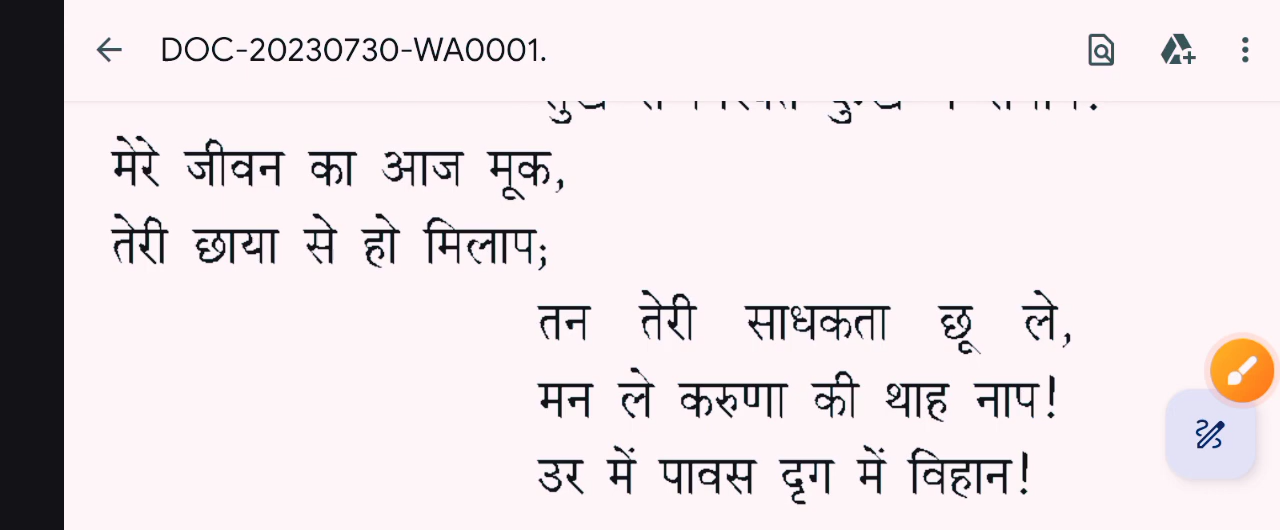 DOC-20230730-WA0001.
मेरे जीवन का आज मूक,
तेरी छाया से हो मिलाप;
तन तेरी साधकता छू ले,
मन ले करुणा की थाह नाप!
उर में पावस दृग में विहान!